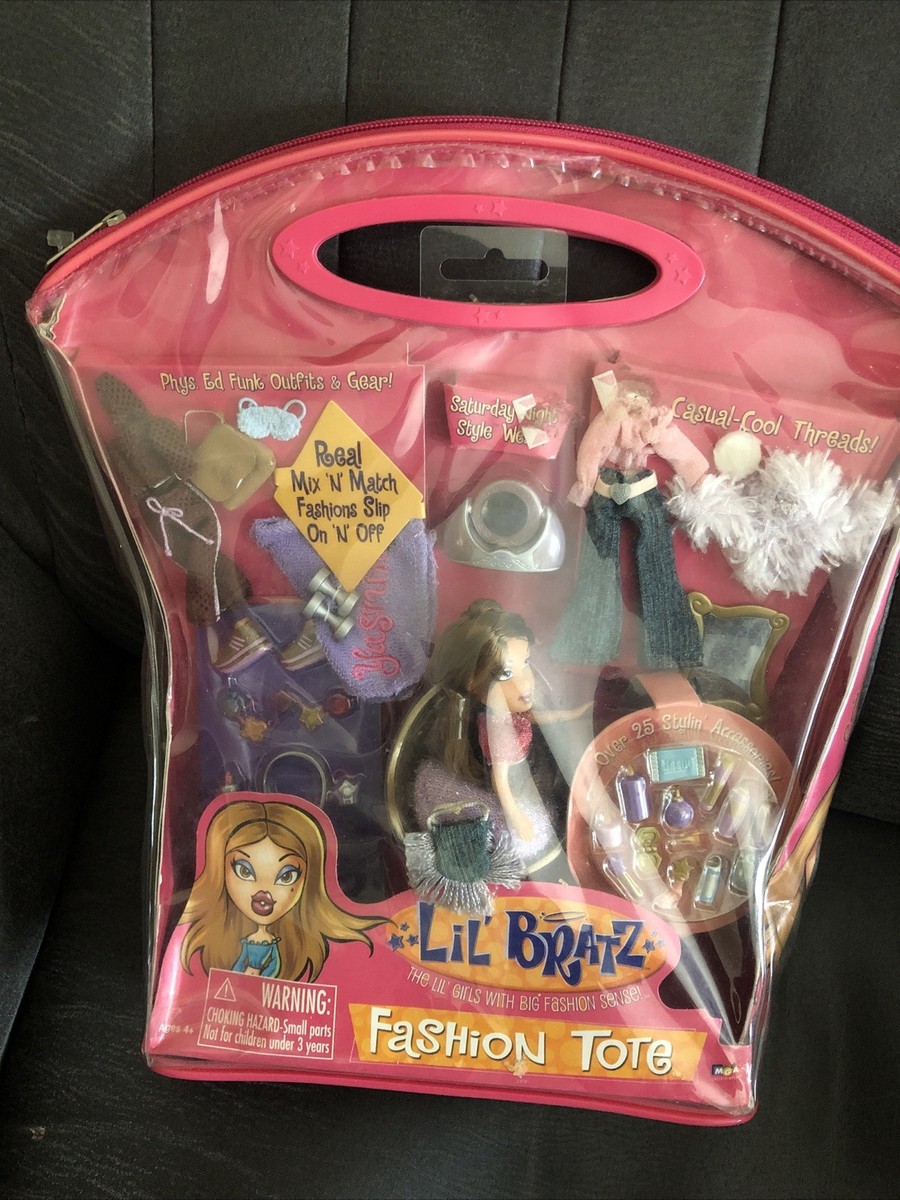 Phys. Ed Funk Outfits & Gear!
Real
Mix 'N' Match
Fashions Slip
On 'N' Off
Saturday Night
Style
Casual-Cool Threads!
Yasmin
Over 25 Stylin' Accessories!
LiL' BRATZ
THE LIL' GIRLS WITH BIG FASHION SENSE!
FASHION TOTE
WARNING:
CHOKING HAZARD-Small parts
Not for children under 3 years
Ages 4+
MGA